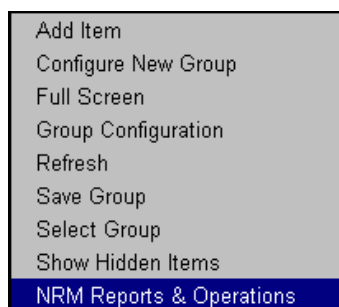 Add Item
Configure New Group
Full Screen
Group Configuration
Refresh
Save Group
Select Group
Show Hidden Items
NRM Reports & Operations